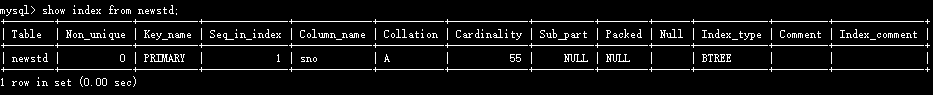 mysql> show index from newstd;
| Table | Non_unique | Key_name | Seq_in_index | Column_name | Collation | Cardinality | Sub_part | Packed | Null | Index_type | Comment | Index_comment |
| newstd | 0 | PRIMARY | 1 | sno | A | 55 | NULL | NULL | | BTREE | | |
1 row in set (0.00 sec)